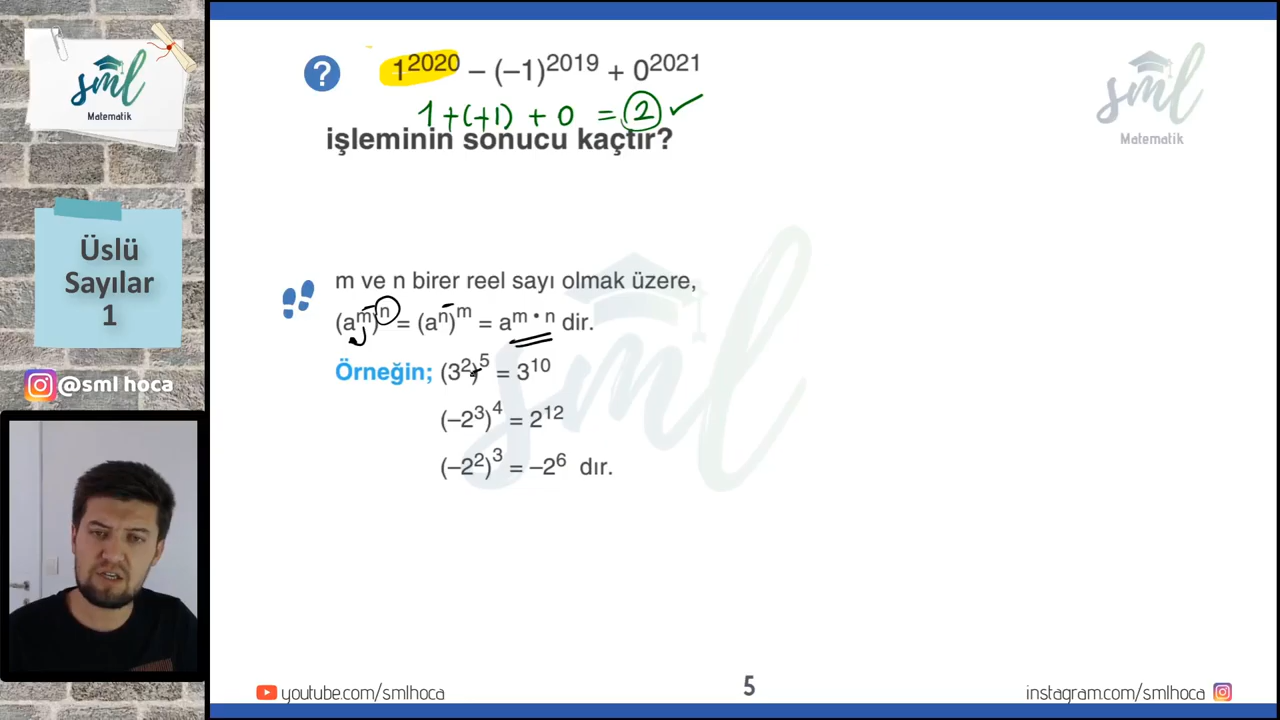 sml
Matematik
Üslü
Sayılar
1
@sml hoca
?
1^2020 – (–1)^2019 + 0^2021
1+(+1) + 0 = 2 ✓
işleminin sonucu kaçtır?
sml
Matematik
m ve n birer reel sayı olmak üzere,
(a^m)^n = (a^n)^m = a^m • n dir.
Örneğin; (3^2)^5 = 3^10
(–2^3)^4 = 2^12
(–2^2)^3 = –2^6 dır.
sml
youtube.com/smlhoca
5
instagram.com/smlhoca